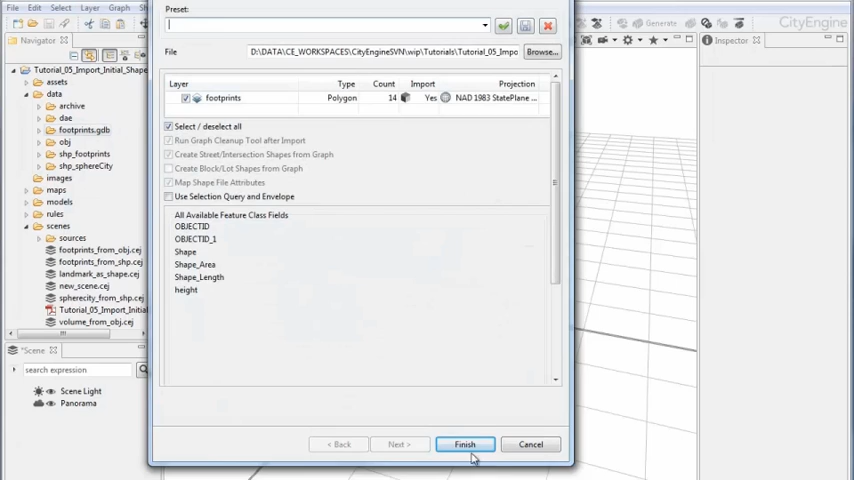 File Edit Select Layer Graph
Generate
CityEngine
Navigator
Tutorial_05_Import_Initial_Shape
assets
data
archive
dae
footprints.gdb
obj
shp_footprints
shp_sphereCity
images
maps
models
rules
scenes
sources
footprints_from_obj.cej
footprints_from_shp.cej
landmark_as_shape.cej
new_scene.cej
spherecity_from_shp.cej
Tutorial_05_Import_Initial
volume_from_obj.cej
*Scene
search expression
Scene Light
Panorama
Preset:
File D:\DATA\CE_WORKSPACES\CityEngineSVN\wip\Tutorials\Tutorial_05_Impo Browse...
Layer Type Count Import Projection
footprints Polygon 14 Yes NAD 1983 StatePlane ...
Select / deselect all
Run Graph Cleanup Tool after Import
Create Street/Intersection Shapes from Graph
Create Block/Lot Shapes from Graph
Map Shape File Attributes
Use Selection Query and Envelope
All Available Feature Class Fields
OBJECTID
OBJECTID_1
Shape
Shape_Area
Shape_Length
height
< Back Next > Finish Cancel
Inspector